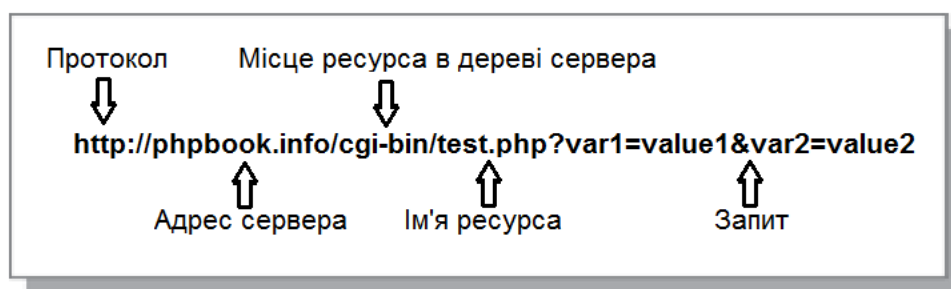 Протокол Місце ресурса в дереві сервера
http://phpbook.info/cgi-bin/test.php?var1=value1&var2=value2
Адрес сервера Ім'я ресурса Запит